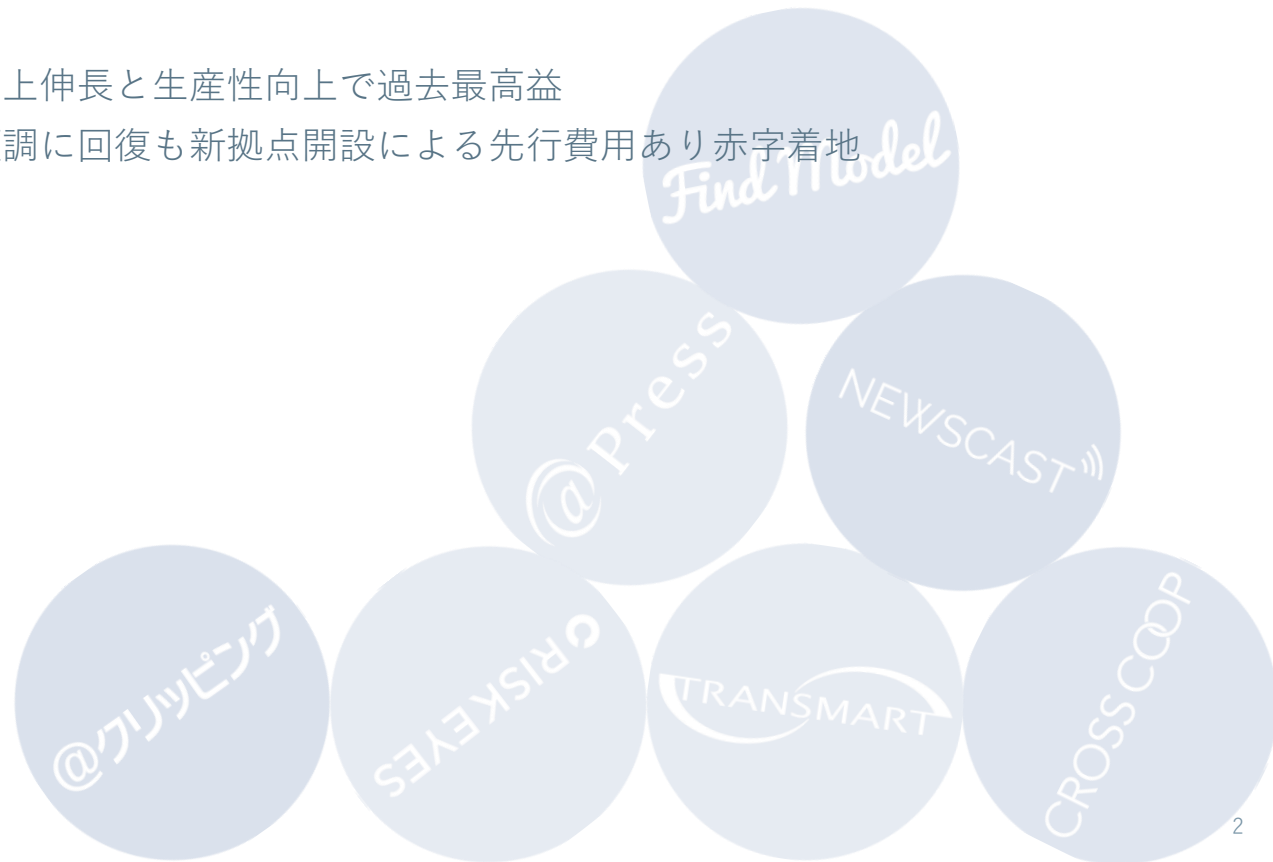 上伸長と生産性向上で過去最高益
調に回復も新拠点開設による先行費用あり赤字着地
Find Model
@Press
NEWSCAST
@クリッピング
RISKEYES
TRANSMART
CROSS COOP
2